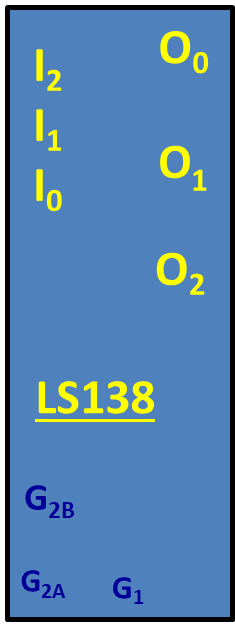 I₂ O₀
I₁
I₀ O₁
O₂
LS138
G₂B
G₂A G₁